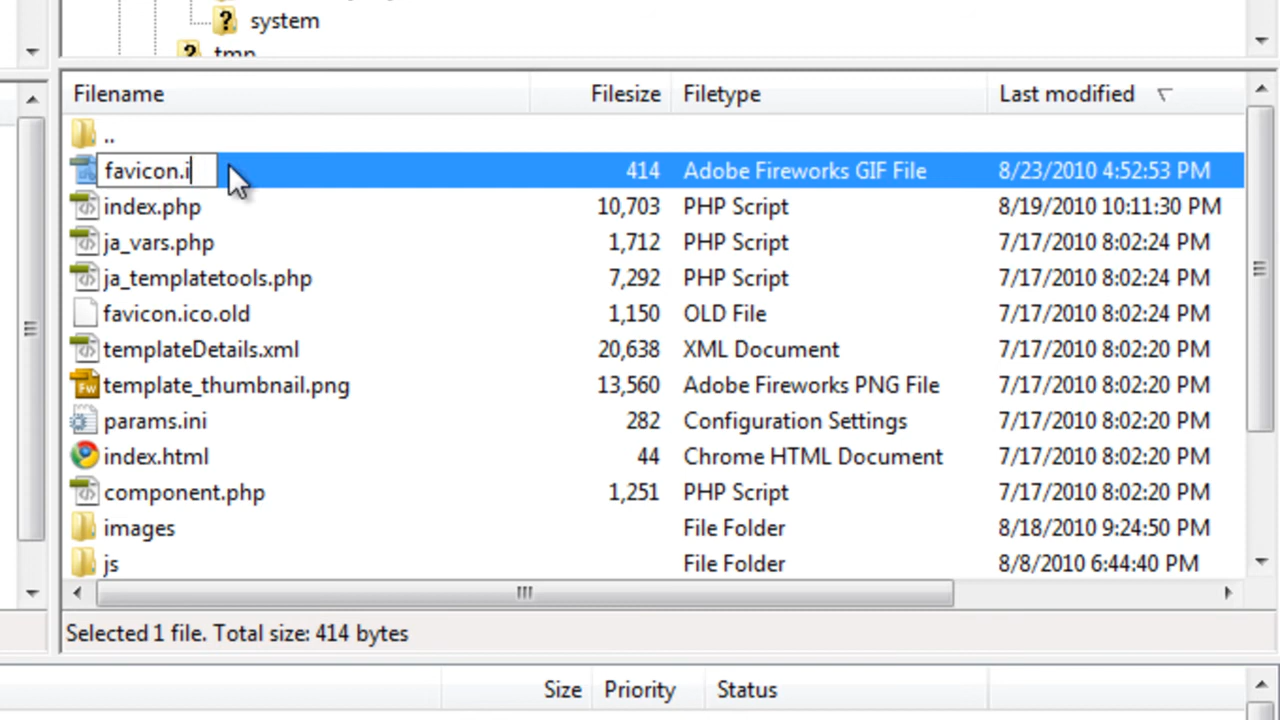 system
tmp
Filename Filesize Filetype Last modified
..
favicon.i 414 Adobe Fireworks GIF File 8/23/2010 4:52:53 PM
index.php 10,703 PHP Script 8/19/2010 10:11:30 PM
ja_vars.php 1,712 PHP Script 7/17/2010 8:02:24 PM
ja_templatetools.php 7,292 PHP Script 7/17/2010 8:02:24 PM
favicon.ico.old 1,150 OLD File 7/17/2010 8:02:24 PM
templateDetails.xml 20,638 XML Document 7/17/2010 8:02:20 PM
template_thumbnail.png 13,560 Adobe Fireworks PNG File 7/17/2010 8:02:20 PM
params.ini 282 Configuration Settings 7/17/2010 8:02:20 PM
index.html 44 Chrome HTML Document 7/17/2010 8:02:20 PM
component.php 1,251 PHP Script 7/17/2010 8:02:20 PM
images File Folder 8/18/2010 9:24:50 PM
js File Folder 8/8/2010 6:44:40 PM
Selected 1 file. Total size: 414 bytes
Size Priority Status